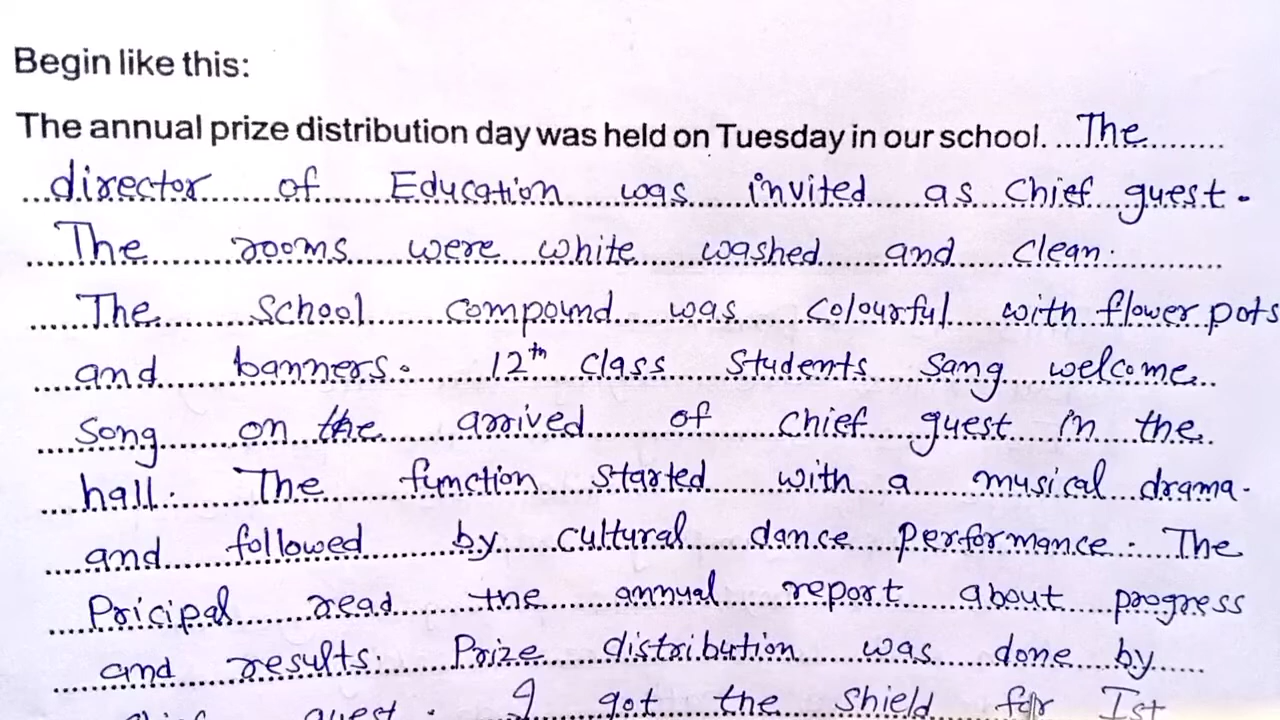 Begin like this:
The annual prize distribution day was held on Tuesday in our school. The
director of Education was invited as Chief guest.
The rooms were white washed and clean.
The School compound was colourful with flower pots
and banners. 12th class students sang welcome
song on the arrived of chief guest in the
hall. The function started with a musical drama.
and followed by cultural dance performance. The
Pricipal read the annual report about progress
and results. Prize distribution was done by
chief guest. I got the shield for Ist